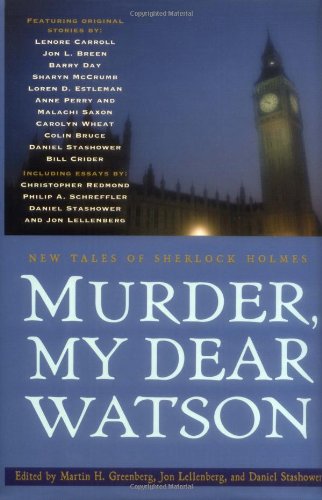 FEATURING ORIGINAL
STORIES BY:
LENORE CARROLL
JON L. BREEN
BARRY DAY
SHARYN MCCRUMB
LOREN D. ESTLEMAN
ANNE PERRY AND
MALACHI SAXON
CAROLYN WHEAT
COLIN BRUCE
DANIEL STASHOWER
BILL CRIDER
INCLUDING ESSAYS BY:
CHRISTOPHER REDMOND
PHILIP A. SCHREFFLER
DANIEL STASHOWER
AND JON LELLENBERG
NEW TALES OF SHERLOCK HOLMES
MURDER,
MY DEAR
WATSON
Edited by Martin H. Greenberg, Jon Lellenberg, and Daniel Stashower